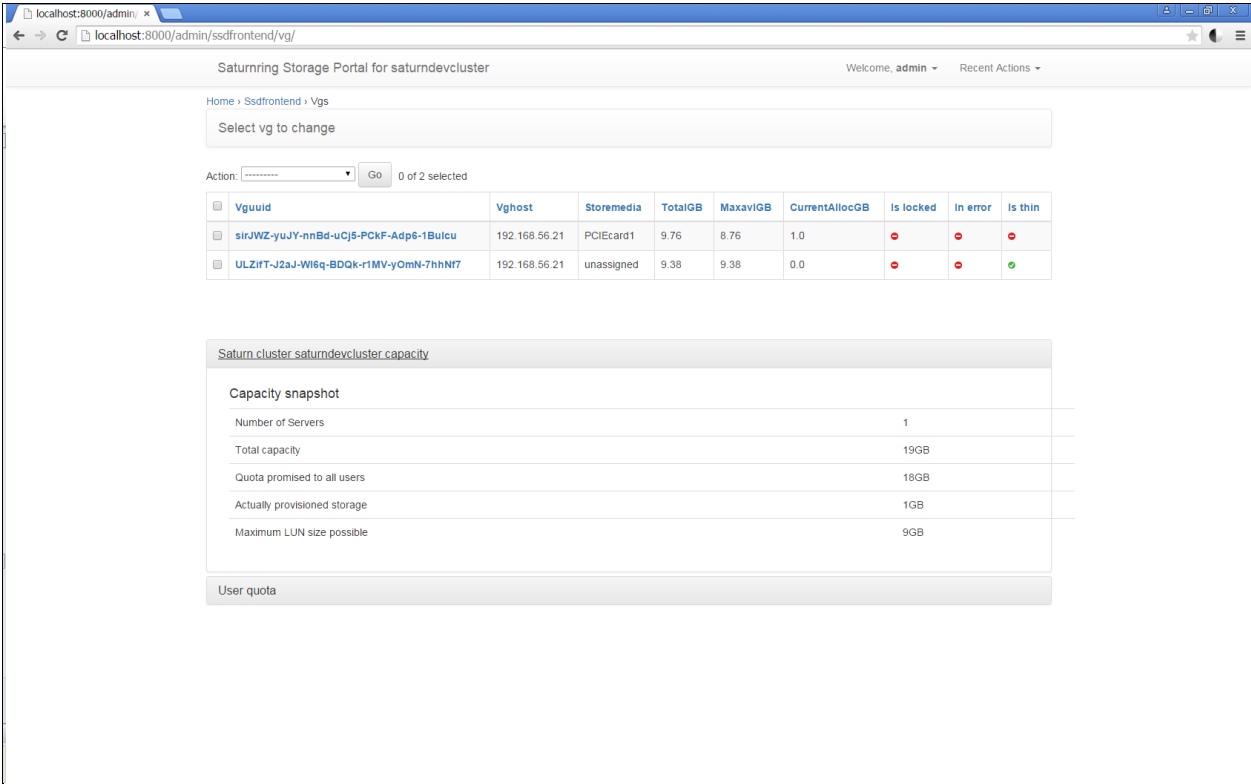 localhost:8000/admin/ ×
localhost:8000/admin/ssdfrontend/vg/
Saturnring Storage Portal for saturndevcluster Welcome, admin Recent Actions
Home › Ssdfrontend › Vgs
Select vg to change
Action: --------- Go 0 of 2 selected
Vguuid Vghost Storemedia TotalGB MaxavlGB CurrentAllocGB Is locked In error Is thin
sirJWZ-yuJY-nnBd-uCj5-PCkF-Adp6-1Bulcu 192.168.56.21 PCIEcard1 9.76 8.76 1.0
ULZifT-J2aJ-Wl6q-BDQk-r1MV-yOmN-7hhNf7 192.168.56.21 unassigned 9.38 9.38 0.0
Saturn cluster saturndevcluster capacity
Capacity snapshot
Number of Servers 1
Total capacity 19GB
Quota promised to all users 18GB
Actually provisioned storage 1GB
Maximum LUN size possible 9GB
User quota